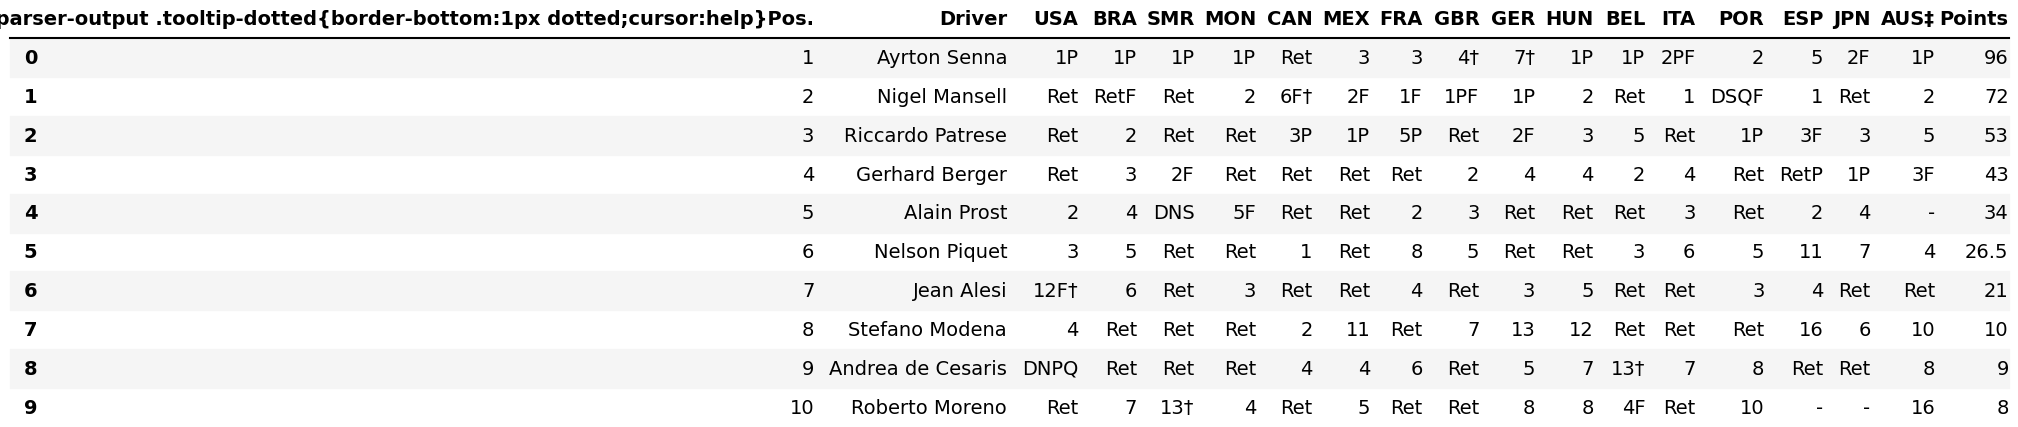 parser-output .tooltip-dotted{border-bottom:1px dotted;cursor:help}Pos. Driver USA BRA SMR MON CAN MEX FRA GBR GER HUN BEL ITA POR ESP JPN AUS‡ Points
0 1 Ayrton Senna 1P 1P 1P 1P Ret 3 3 4† 7† 1P 1P 2PF 2 5 2F 1P 96
1 2 Nigel Mansell Ret RetF Ret 2 6F† 2F 1F 1PF 1P 2 Ret 1 DSQF 1 Ret 2 72
2 3 Riccardo Patrese Ret 2 Ret Ret 3P 1P 5P Ret 2F 3 5 Ret 1P 3F 3 5 53
3 4 Gerhard Berger Ret 3 2F Ret Ret Ret Ret 2 4 4 2 4 Ret RetP 1P 3F 43
4 5 Alain Prost 2 4 DNS 5F Ret Ret 2 3 Ret Ret Ret 3 Ret 2 4 - 34
5 6 Nelson Piquet 3 5 Ret Ret 1 Ret 8 5 Ret Ret 3 6 5 11 7 4 26.5
6 7 Jean Alesi 12F† 6 Ret 3 Ret Ret 4 Ret 3 5 Ret Ret 3 4 Ret Ret 21
7 8 Stefano Modena 4 Ret Ret Ret 2 11 Ret 7 13 12 Ret Ret Ret 16 6 10 10
8 9 Andrea de Cesaris DNPQ Ret Ret Ret 4 4 6 Ret 5 7 13† 7 8 Ret Ret 8 9
9 10 Roberto Moreno Ret 7 13† 4 Ret 5 Ret Ret 8 8 4F Ret 10 - - 16 8